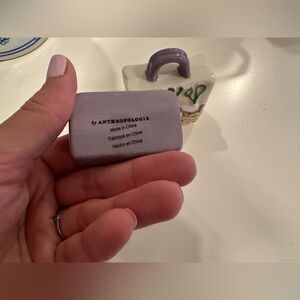 by ANTHROPOLOGIE
Made in China
Fabriqué en Chine
Hecho en China